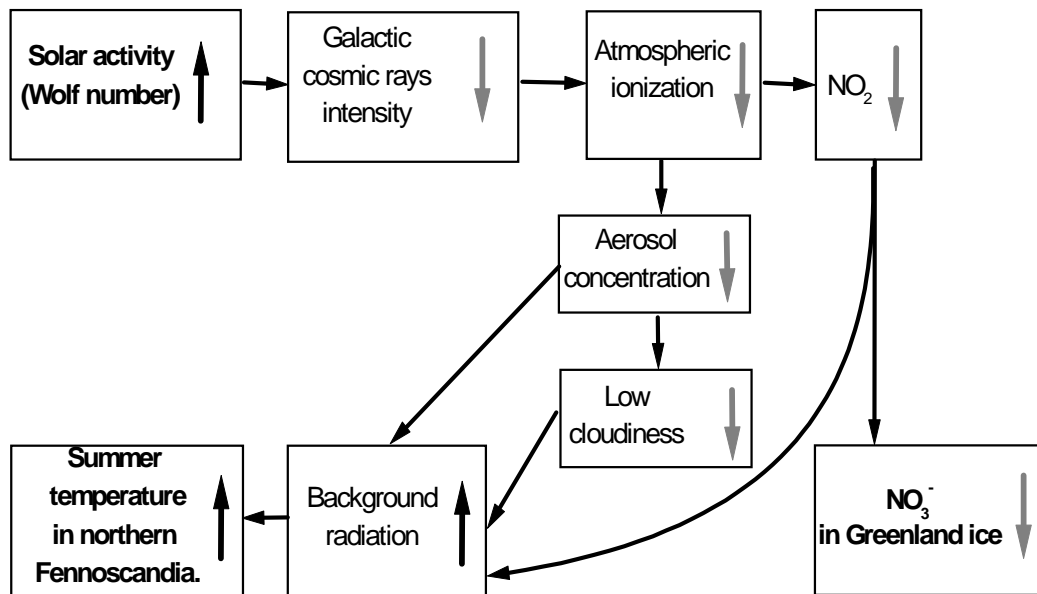 Solar activity
(Wolf number)
Galactic
cosmic rays
intensity
Atmospheric
ionization
NO₂
Aerosol
concentration
Low
cloudiness
Summer
temperature
in northern
Fennoscandia.
Background
radiation
NO₃⁻
in Greenland ice